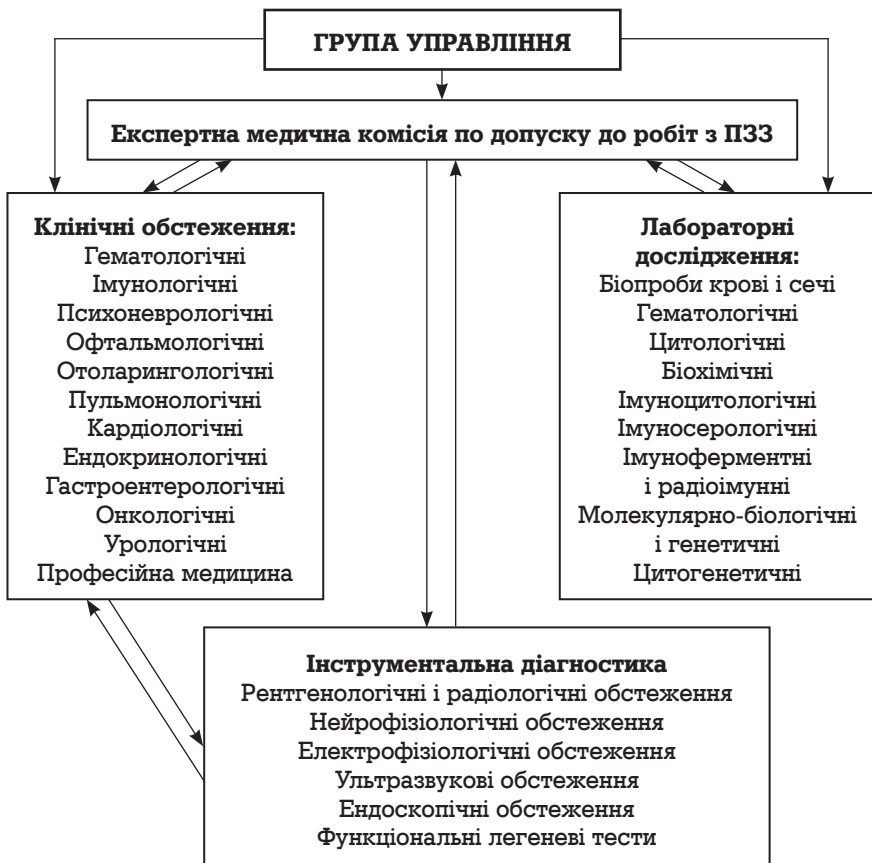 ГРУПА УПРАВЛІННЯ
Експертна медична комісія по допуску до робіт з ПЗЗ
Клінічні обстеження:
Гематологічні
Імунологічні
Психоневрологічні
Офтальмологічні
Отоларингологічні
Пульмонологічні
Кардіологічні
Ендокринологічні
Гастроентерологічні
Онкологічні
Урологічні
Професійна медицина
Лабораторні
дослідження:
Біопроби крові і сечі
Гематологічні
Цитологічні
Біохімічні
Імуноцитологічні
Імуносерологічні
Імуноферментні
і радіоімунні
Молекулярно-біологічні
і генетичні
Цитогенетичні
Інструментальна діагностика
Рентгенологічні і радіологічні обстеження
Нейрофізіологічні обстеження
Електрофізіологічні обстеження
Ультразвукові обстеження
Ендоскопічні обстеження
Функціональні легеневі тести